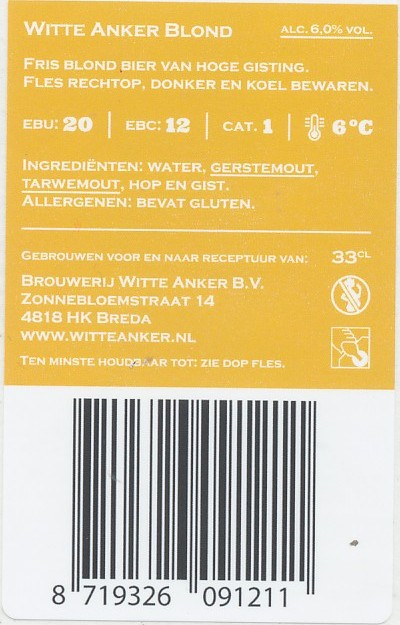 WITTE ANKER BLOND ALC. 6,0% VOL.
FRIS BLOND BIER VAN HOGE GISTING.
FLES RECHTOP, DONKER EN KOEL BEWAREN.
EBU: 20 | EBC: 12 | CAT. 1 | 6°C
INGREDIËNTEN: WATER, GERSTEMOUT,
TARWEMOUT, HOP EN GIST.
ALLERGENEN: BEVAT GLUTEN.
GEBROUWEN VOOR EN NAAR RECEPTUUR VAN: 33CL
BROUWERIJ WITTE ANKER B.V.
ZONNEBLOEMSTRAAT 14
4818 HK BREDA
WWW.WITTEANKER.NL
TEN MINSTE HOUDBAAR TOT: ZIE DOP FLES.
8 719326 091211